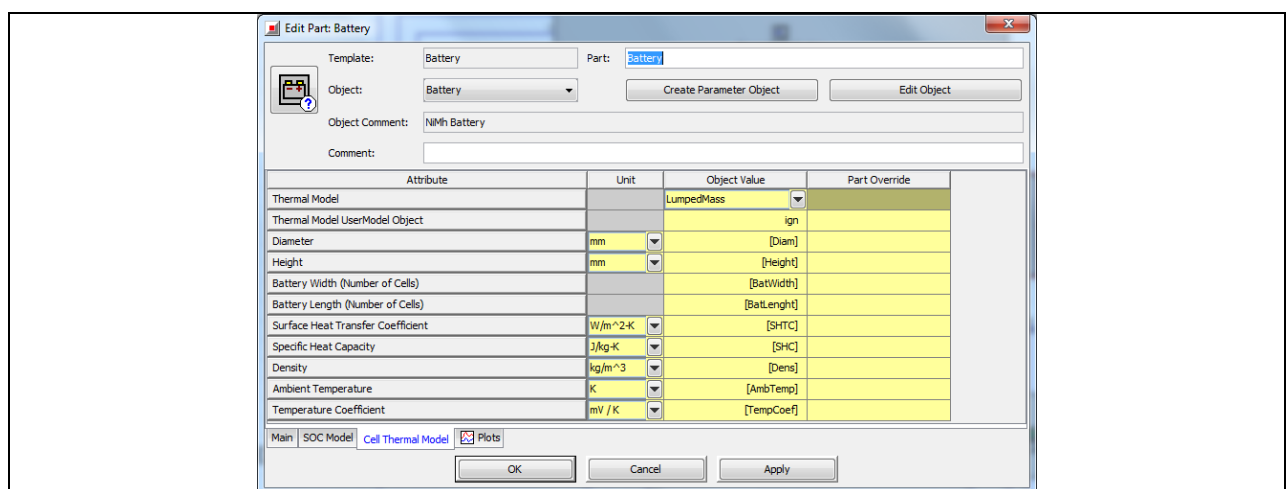 Edit Part: Battery
Template: Battery Part: Battery
Object: Battery Create Parameter Object Edit Object
Object Comment: NiMh Battery
Comment:
Attribute Unit Object Value Part Override
Thermal Model LumpedMass
Thermal Model UserModel Object ign
Diameter mm [Diam]
Height mm [Height]
Battery Width (Number of Cells) [BatWidth]
Battery Length (Number of Cells) [BatLenght]
Surface Heat Transfer Coefficient W/m^2-K [SHTC]
Specific Heat Capacity J/kg-K [SHC]
Density kg/m^3 [Dens]
Ambient Temperature K [AmbTemp]
Temperature Coefficient mV / K [TempCoef]
Main SOC Model Cell Thermal Model Plots
OK Cancel Apply